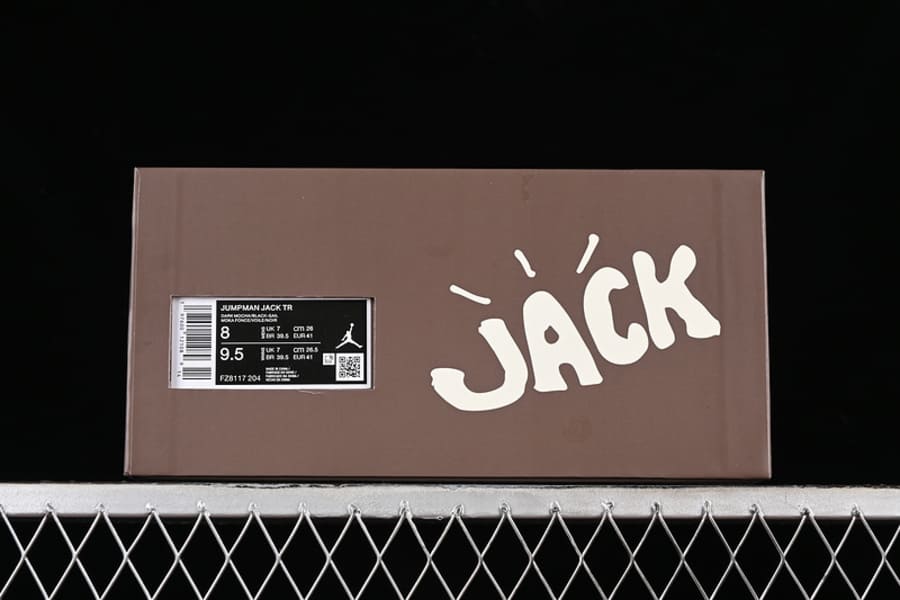 JUMPMAN JACK TR
DARK MOCHA/BLACK-SAIL
MOKA FONCE/VOILE/NOIR
8 UK 7 cm 26
BR 39.5 EUR 41
9.5 UK 7 cm 26.5
BR 39.5 EUR 41
FZ8117 204
MADE IN CHINA /
JACK